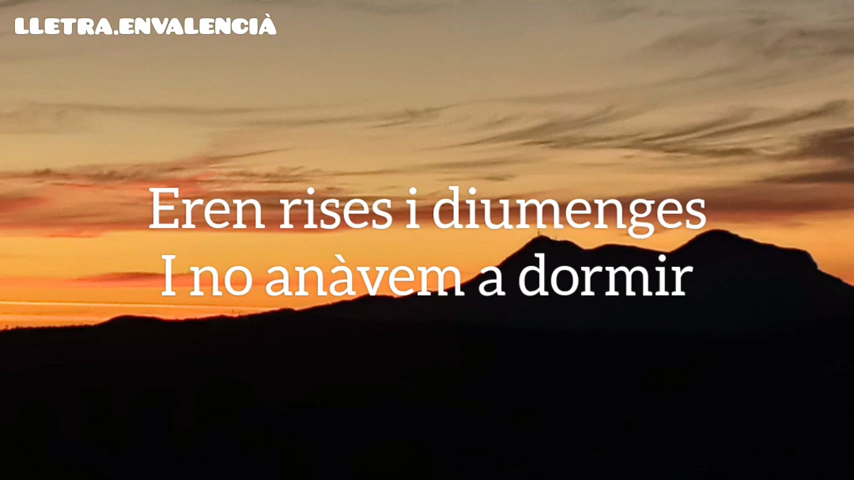 LLETRA.ENVALENCIÀ
Eren rises i diumenges
I no anàvem a dormir